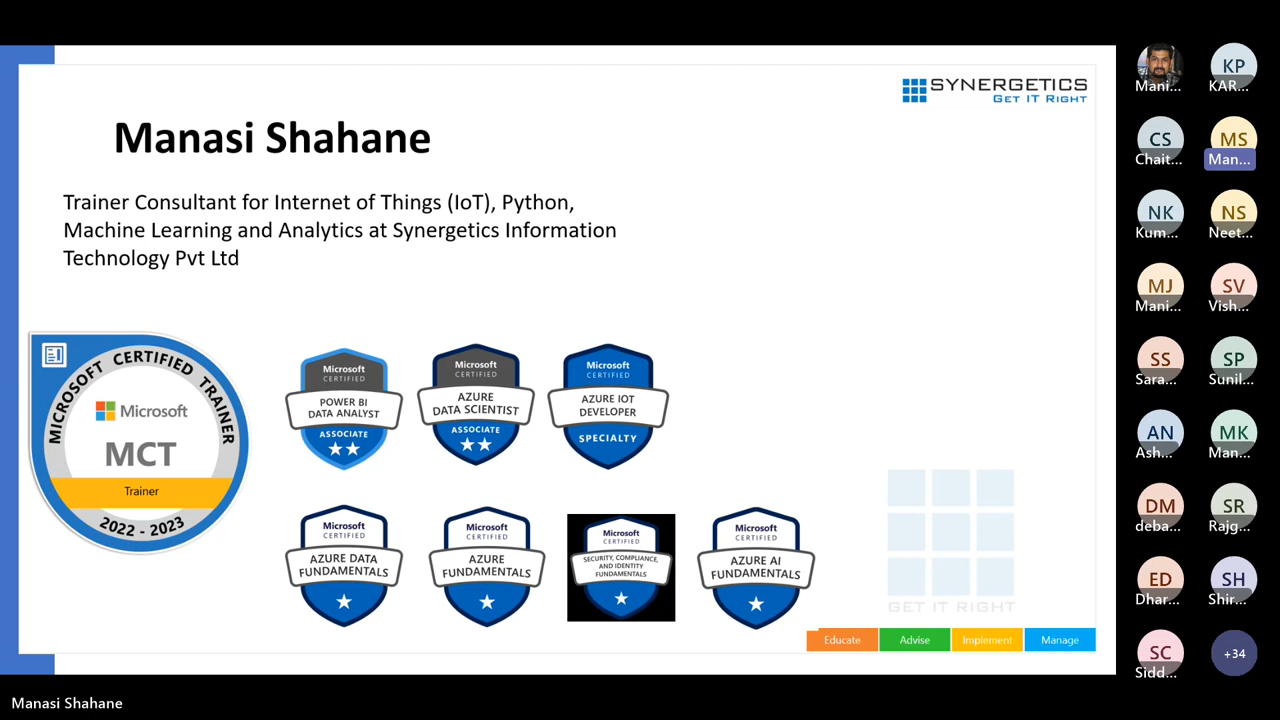 SYNERGETICS
GET IT RIGHT
Manasi Shahane
Trainer Consultant for Internet of Things (IoT), Python,
Machine Learning and Analytics at Synergetics Information
Technology Pvt Ltd
MICROSOFT CERTIFIED TRAINER
Microsoft
MCT
Trainer
2022 - 2023
Microsoft
CERTIFIED
POWER BI
DATA ANALYST
ASSOCIATE
Microsoft
CERTIFIED
AZURE
DATA SCIENTIST
ASSOCIATE
Microsoft
CERTIFIED
AZURE IOT
DEVELOPER
SPECIALTY
Microsoft
CERTIFIED
AZURE DATA
FUNDAMENTALS
Microsoft
CERTIFIED
AZURE
FUNDAMENTALS
Microsoft
CERTIFIED
SECURITY, COMPLIANCE,
AND IDENTITY
FUNDAMENTALS
Microsoft
CERTIFIED
AZURE AI
FUNDAMENTALS
GET IT RIGHT
Educate
Advise
Implement
Manage
Mani...
KP
KAR...
CS
Chait...
MS
Man...
NK
Kum...
NS
Neet...
MJ
Mani...
SV
Vish...
SS
Sara...
SP
Sunil...
AN
Ash...
MK
Man...
DM
deba...
SR
Rajg...
ED
Dhar...
SH
Shir...
SC
Sidd...
+34
Manasi Shahane